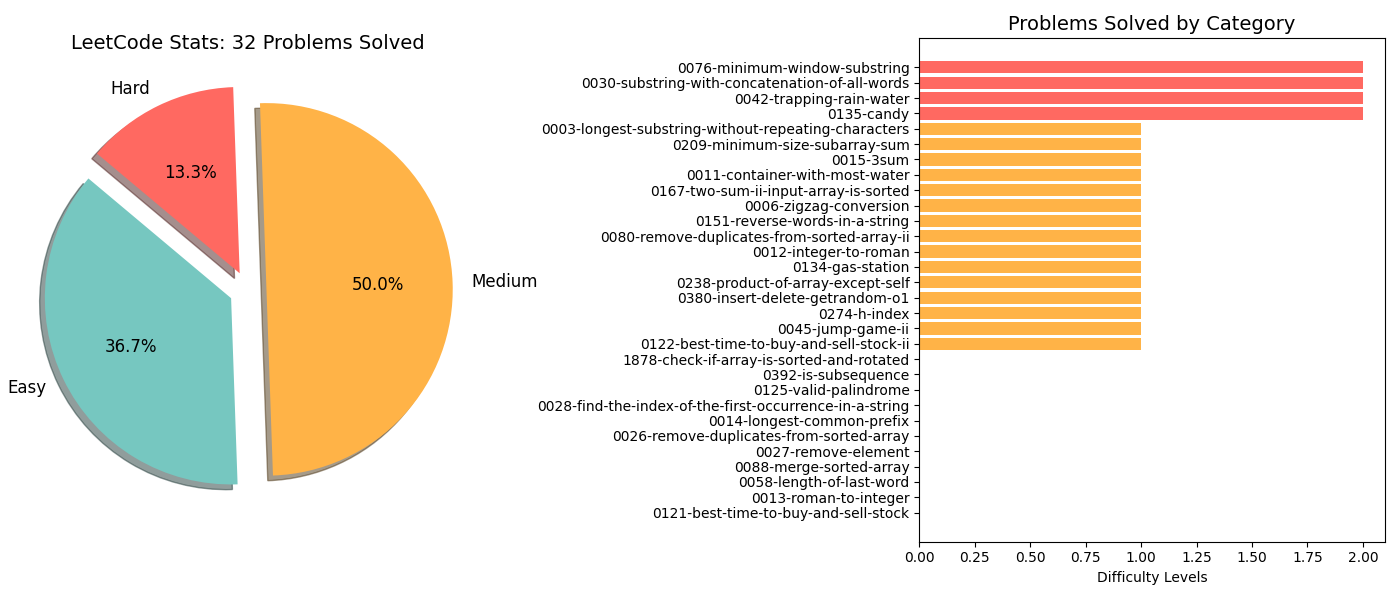 LeetCode Stats: 32 Problems Solved
Hard
13.3%
50.0%
Medium
36.7%
Easy
Problems Solved by Category
0076-minimum-window-substring
0030-substring-with-concatenation-of-all-words
0042-trapping-rain-water
0135-candy
0003-longest-substring-without-repeating-characters
0209-minimum-size-subarray-sum
0015-3sum
0011-container-with-most-water
0167-two-sum-ii-input-array-is-sorted
0006-zigzag-conversion
0151-reverse-words-in-a-string
0080-remove-duplicates-from-sorted-array-ii
0012-integer-to-roman
0134-gas-station
0238-product-of-array-except-self
0380-insert-delete-getrandom-o1
0274-h-index
0045-jump-game-ii
0122-best-time-to-buy-and-sell-stock-ii
1878-check-if-array-is-sorted-and-rotated
0392-is-subsequence
0125-valid-palindrome
0028-find-the-index-of-the-first-occurrence-in-a-string
0014-longest-common-prefix
0026-remove-duplicates-from-sorted-array
0027-remove-element
0088-merge-sorted-array
0058-length-of-last-word
0013-roman-to-integer
0121-best-time-to-buy-and-sell-stock
0.00 0.25 0.50 0.75 1.00 1.25 1.50 1.75 2.00
Difficulty Levels